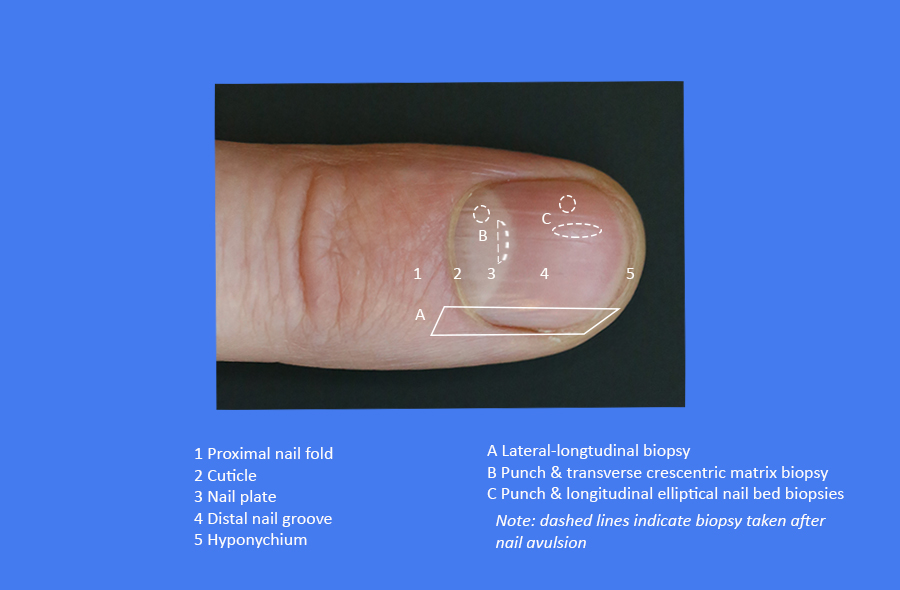 B
C
1
2
3
4
5
A
1 Proximal nail fold
2 Cuticle
3 Nail plate
4 Distal nail groove
5 Hyponychium
A Lateral-longtudinal biopsy
B Punch & transverse crescentric matrix biopsy
C Punch & longitudinal elliptical nail bed biopsies
Note: dashed lines indicate biopsy taken after
nail avulsion